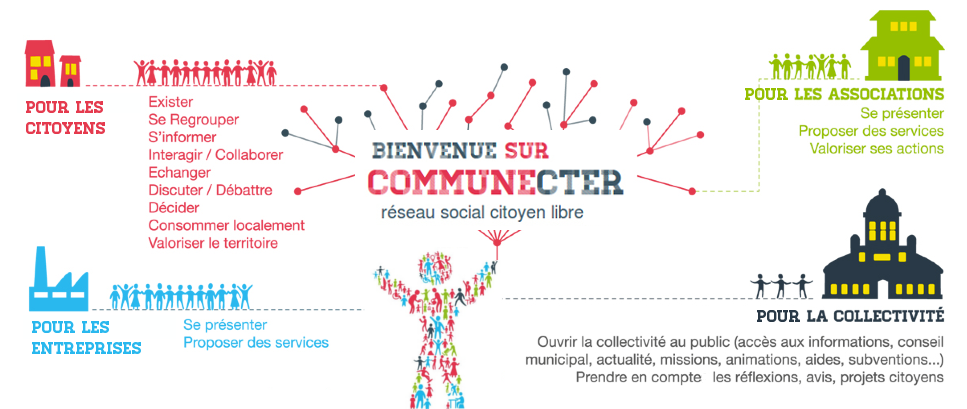 POUR LES
CITOYENS
Exister
Se Regrouper
S'informer
Interagir / Collaborer
Echanger
Discuter / Débattre
Décider
Consommer localement
Valoriser le territoire
BIENVENUE SUR
COMMUNECTER
réseau social citoyen libre
POUR LES ASSOCIATIONS
Se présenter
Proposer des services
Valoriser ses actions
POUR LES
ENTREPRISES
Se présenter
Proposer des services
POUR LA COLLECTIVITÉ
Ouvrir la collectivité au public (accès aux informations, conseil
municipal, actualité, missions, animations, aides, subventions...)
Prendre en compte les réflexions, avis, projets citoyens